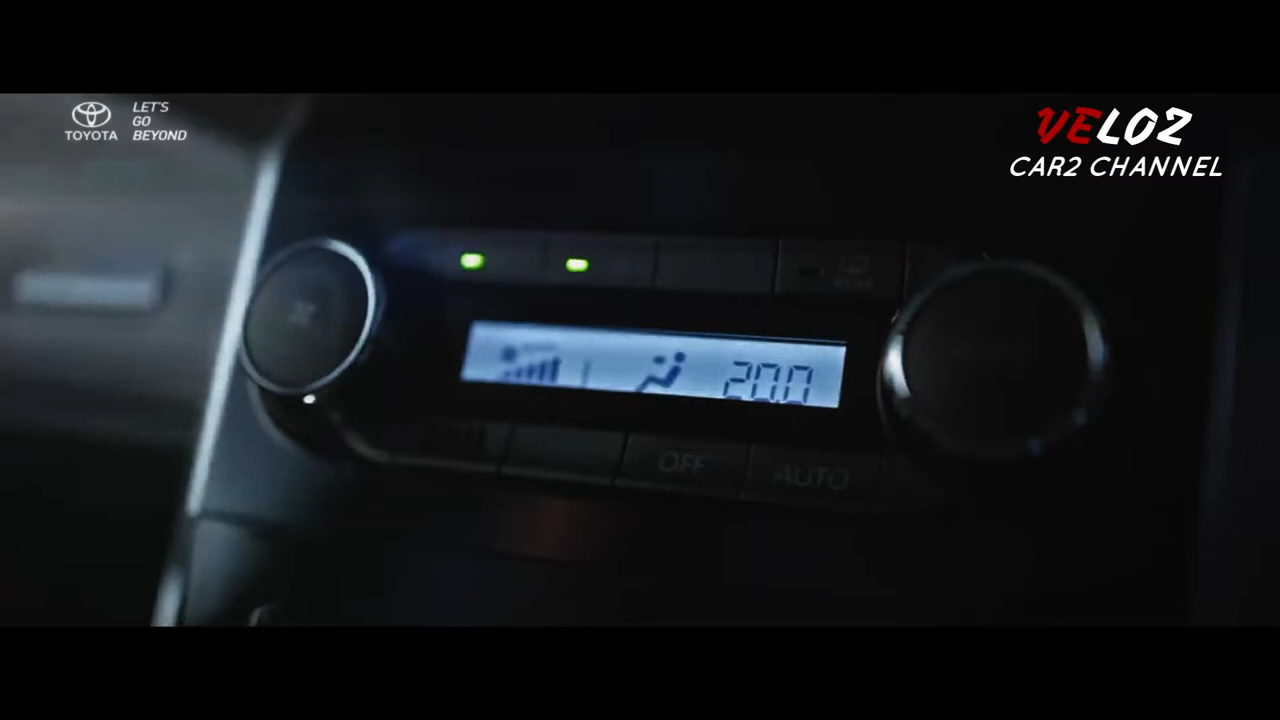 TOYOTA
LET'S
GO
BEYOND
VELOZ
CAR2 CHANNEL
20.0
OFF
AUTO